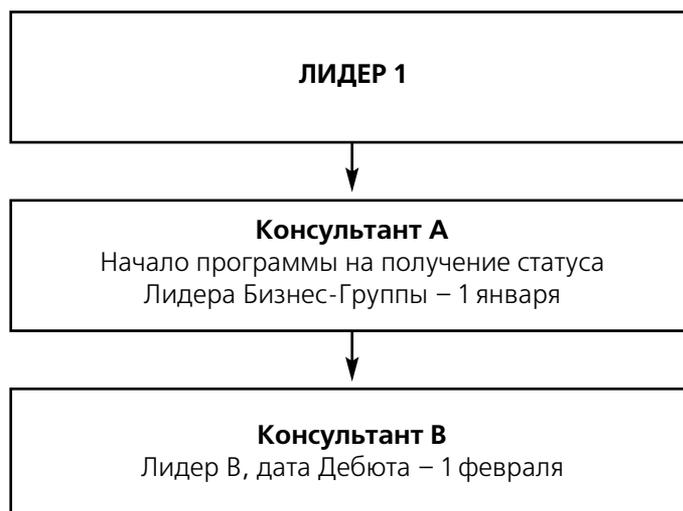 ЛИДЕР 1
Консультант А
Начало программы на получение статуса
Лидера Бизнес-Группы – 1 января
Консультант В
Лидер В, дата Дебюта – 1 февраля